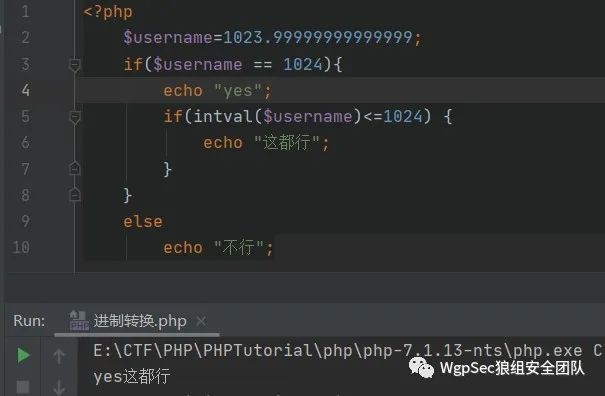 1 <?php
2 $username=1023.99999999999999;
3 if($username == 1024){
4 echo "yes";
5 if(intval($username)<=1024) {
6 echo "这都行";
7 }
8 }
9 else
10 echo "不行";
Run: 进制转换.php ×
E:\CTF\PHP\PHPTutorial\php\php-7.1.13-nts\php.exe C
yes这都行
WgpSec狼组安全团队